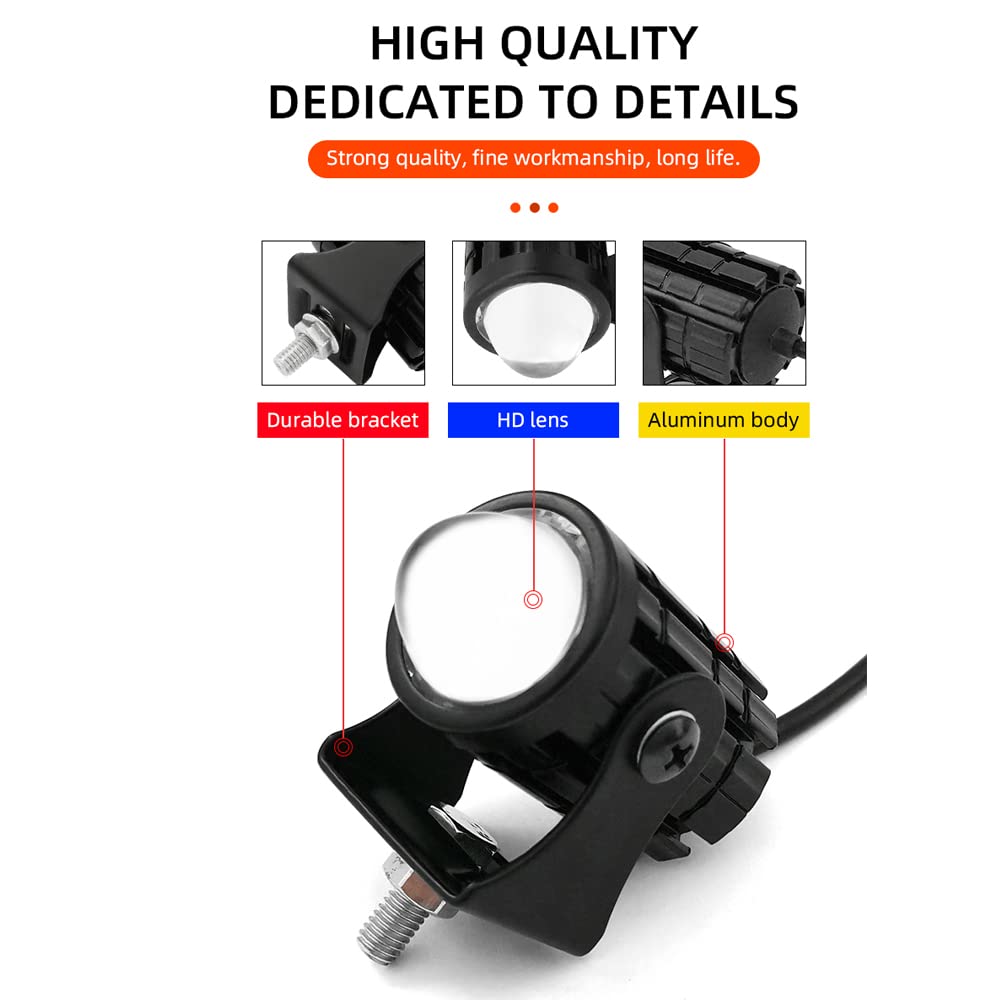 HIGH QUALITY
DEDICATED TO DETAILS
Strong quality, fine workmanship, long life.
Durable bracket
HD lens
Aluminum body